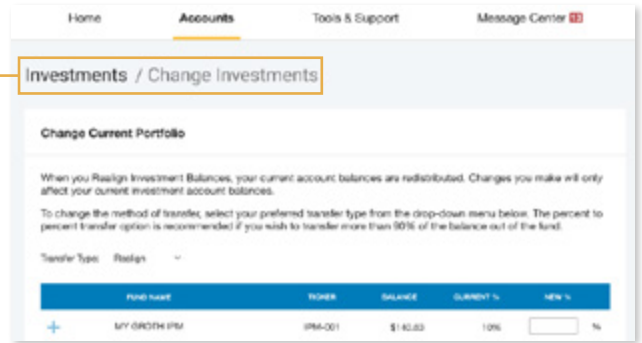 Home Accounts Tools & Support Message Center
Investments / Change Investments
Change Current Portfolio
When you Realign Investment Balances, your current account balances are redistributed. Changes you make will only
affect your current investment account balances.
To change the method of transfer, select your preferred transfer type from the drop-down menu below. The percent to
percent transfer option is recommended if you wish to transfer more than 90% of the balance out of the fund.
Transfer Type: Realign
FUND NAME TICKER BALANCE CURRENT % NEW %
+ MY GROTH IPM IPM-001 10% %